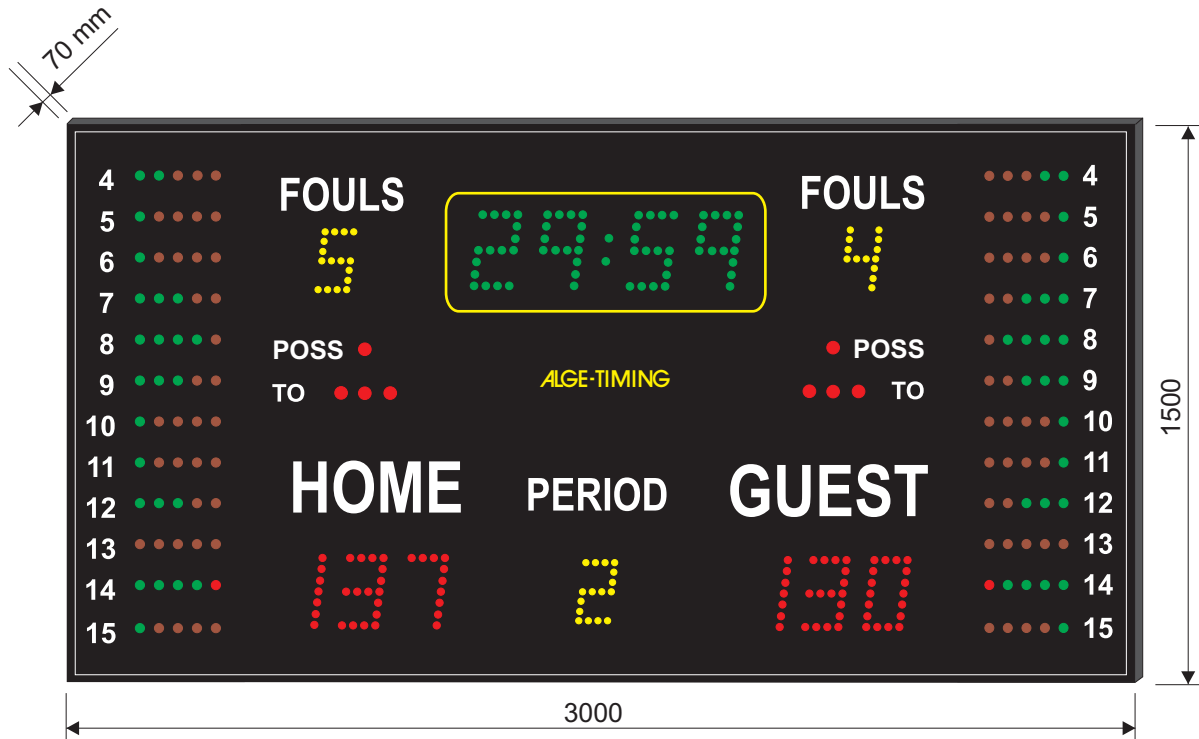 70 mm
4 FOULS 29:59 FOULS 4
5 5
5 4
6 6
7 7
8 POSS POSS 8
9 TO ALGE-TIMING TO 9
10 10
11 11
12 HOME PERIOD GUEST 12
13 13
14 137 2 130 14
15 15
1500
3000